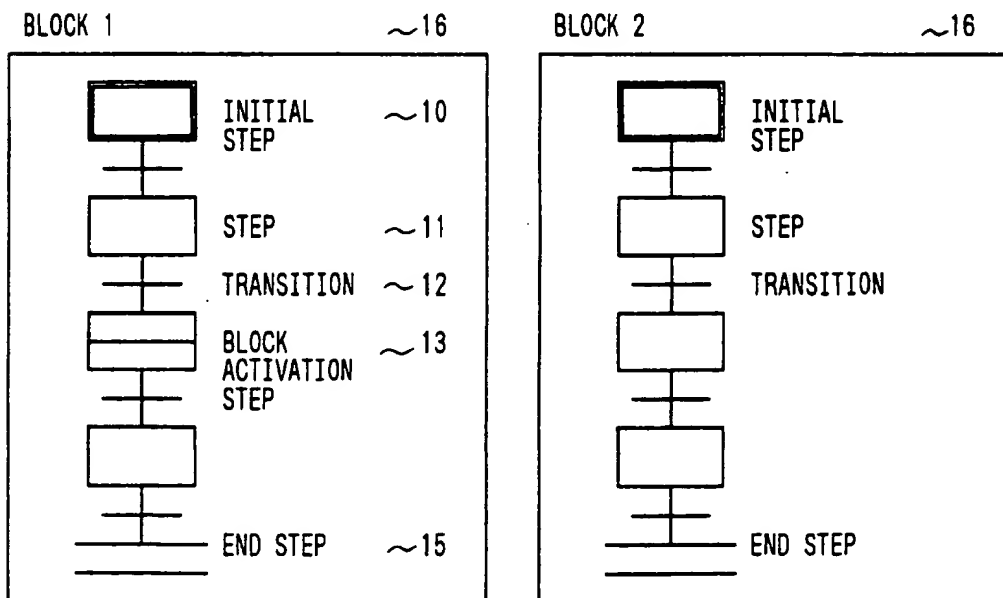 BLOCK 1 ~16
INITIAL ~10
STEP
STEP ~11
TRANSITION ~12
BLOCK ~13
ACTIVATION
STEP
END STEP ~15
BLOCK 2 ~16
INITIAL
STEP
STEP
TRANSITION
END STEP